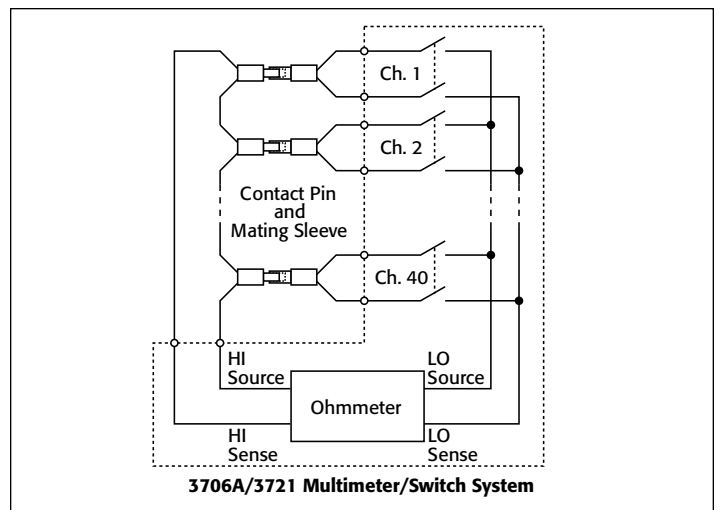 Ch. 1
Ch. 2
Contact Pin
and
Mating Sleeve
Ch. 40
HI
Source
LO
Source
Ohmmeter
HI
Sense
LO
Sense
3706A/3721 Multimeter/Switch System